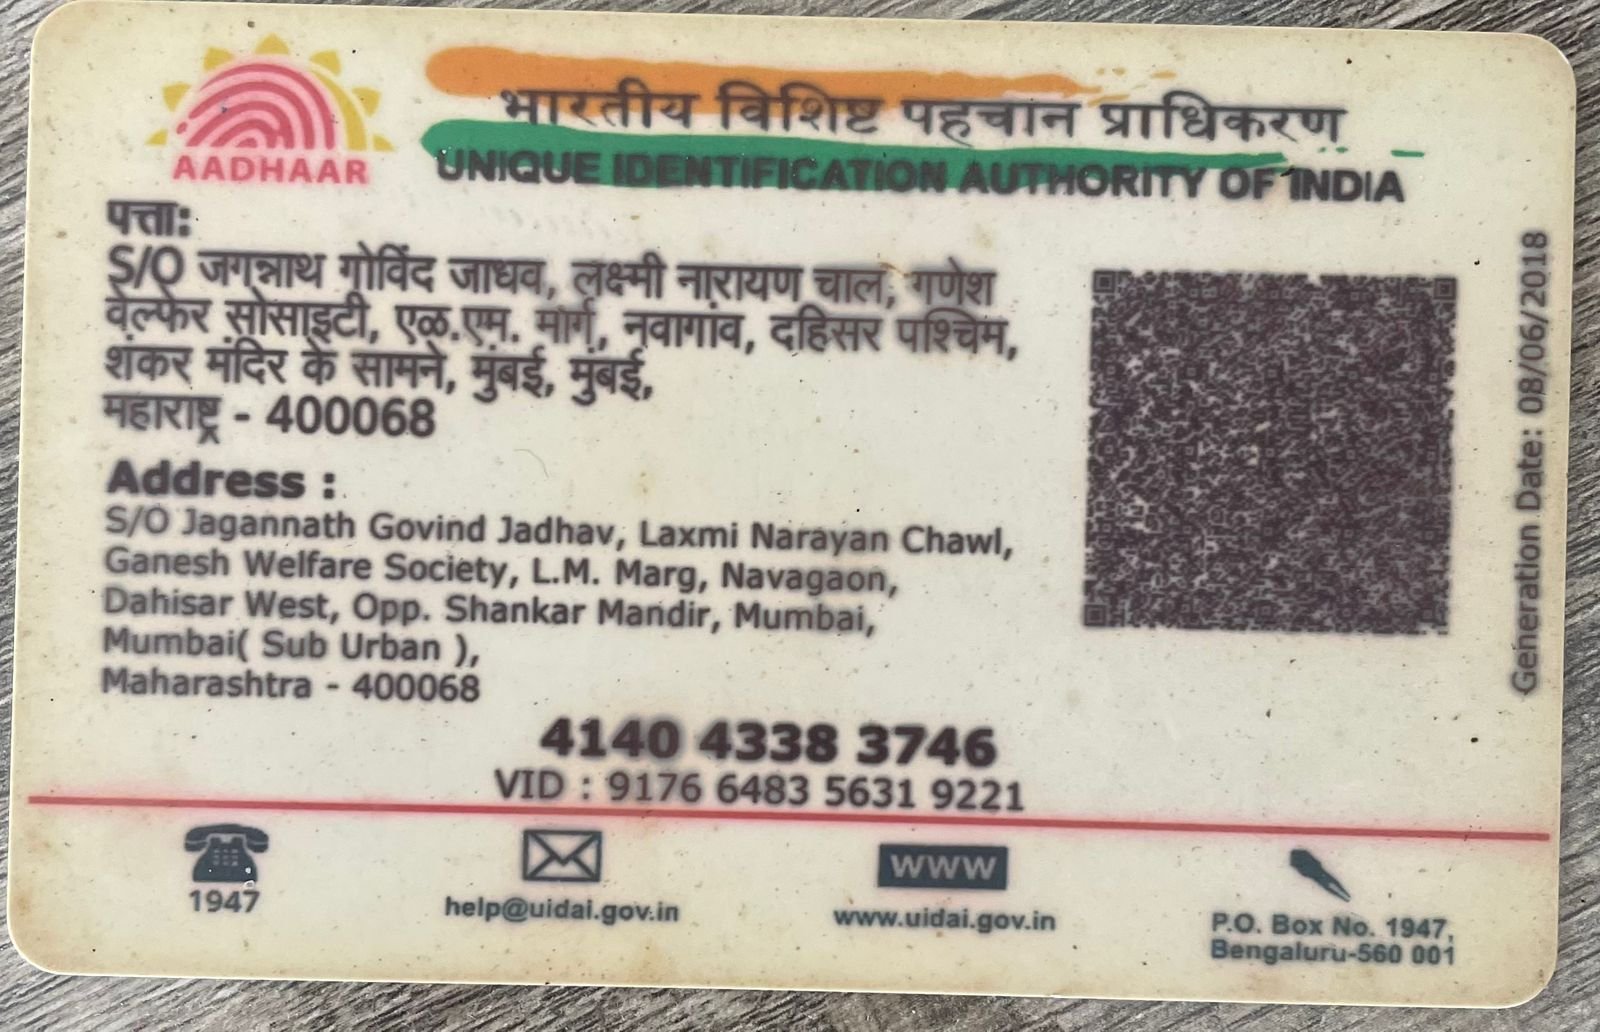 AADHAAR
भारतीय विशिष्ट पहचान प्राधिकरण
UNIQUE IDENTIFICATION AUTHORITY OF INDIA
पत्ता:
S/O जगन्नाथ गोविंद जाधव, लक्ष्मी नारायण चाल, गणेश
वेल्फेर सोसाइटी, एळ.एम. मार्ग, नवागांव, दहिसर पश्चिम,
शंकर मंदिर के सामने, मुंबई, मुंबई,
महाराष्ट्र - 400068
Address :
S/O Jagannath Govind Jadhav, Laxmi Narayan Chawl,
Ganesh Welfare Society, L.M. Marg, Navagaon,
Dahisar West, Opp. Shankar Mandir, Mumbai,
Mumbai( Sub Urban ),
Maharashtra - 400068
Generation Date: 08/06/2018
4140 4338 3746
VID : 9176 6483 5631 9221
1947
help@uidai.gov.in
www
www.uidai.gov.in
P.O. Box No. 1947,
Bengaluru-560 001